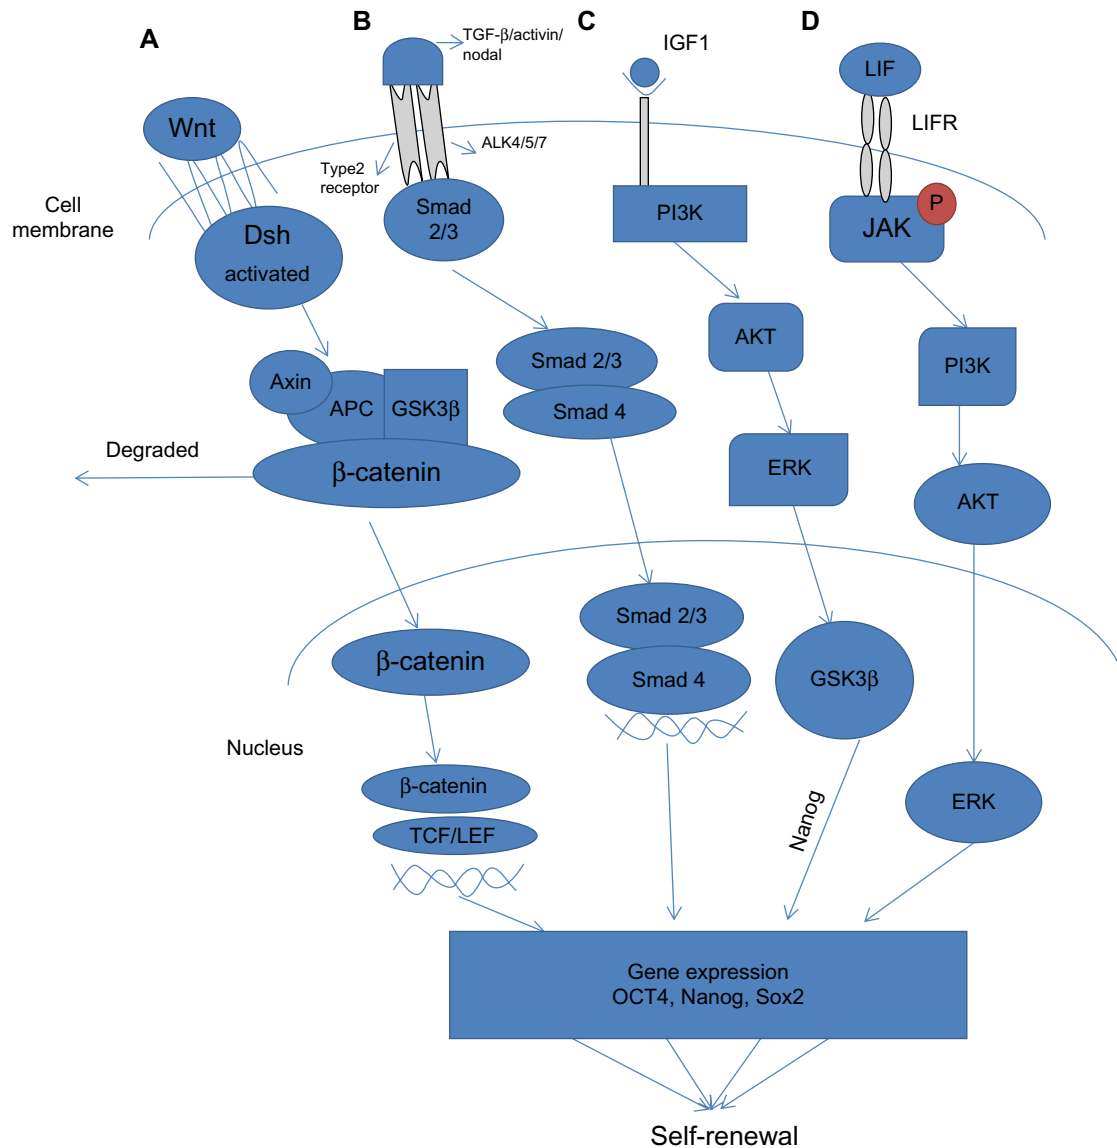 A
B
C
D
TGF-β/activin/
nodal
IGF1
LIF
LIFR
Wnt
ALK4/5/7
Type2
receptor
Cell
membrane
Smad
2/3
PI3K
P
JAK
Dsh
activated
Smad 2/3
Smad 4
AKT
PI3K
Axin
APC
GSK3β
β-catenin
Degraded
ERK
AKT
Smad 2/3
Smad 4
β-catenin
GSK3β
Nucleus
β-catenin
TCF/LEF
Nanog
ERK
Gene expression
OCT4, Nanog, Sox2
Self-renewal